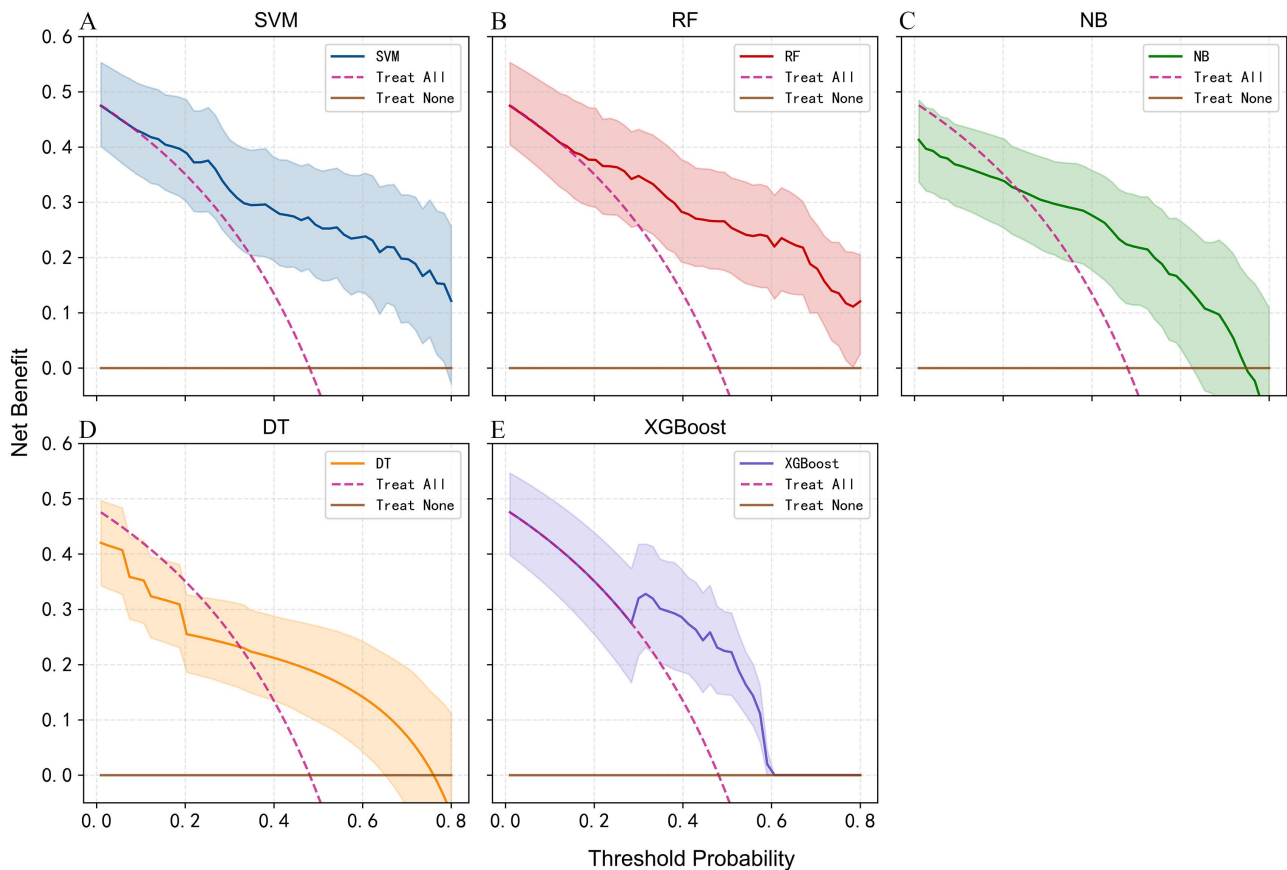 A SVM
B RF
C NB
0.6
0.5
0.4
0.3
0.2
0.1
0.0
SVM
Treat All
Treat None
RF
Treat All
Treat None
NB
Treat All
Treat None
Net Benefit
D DT
E XGBoost
0.6
0.5
0.4
0.3
0.2
0.1
0.0
DT
Treat All
Treat None
XGBoost
Treat All
Treat None
0.0 0.2 0.4 0.6 0.8
0.0 0.2 0.4 0.6 0.8
Threshold Probability